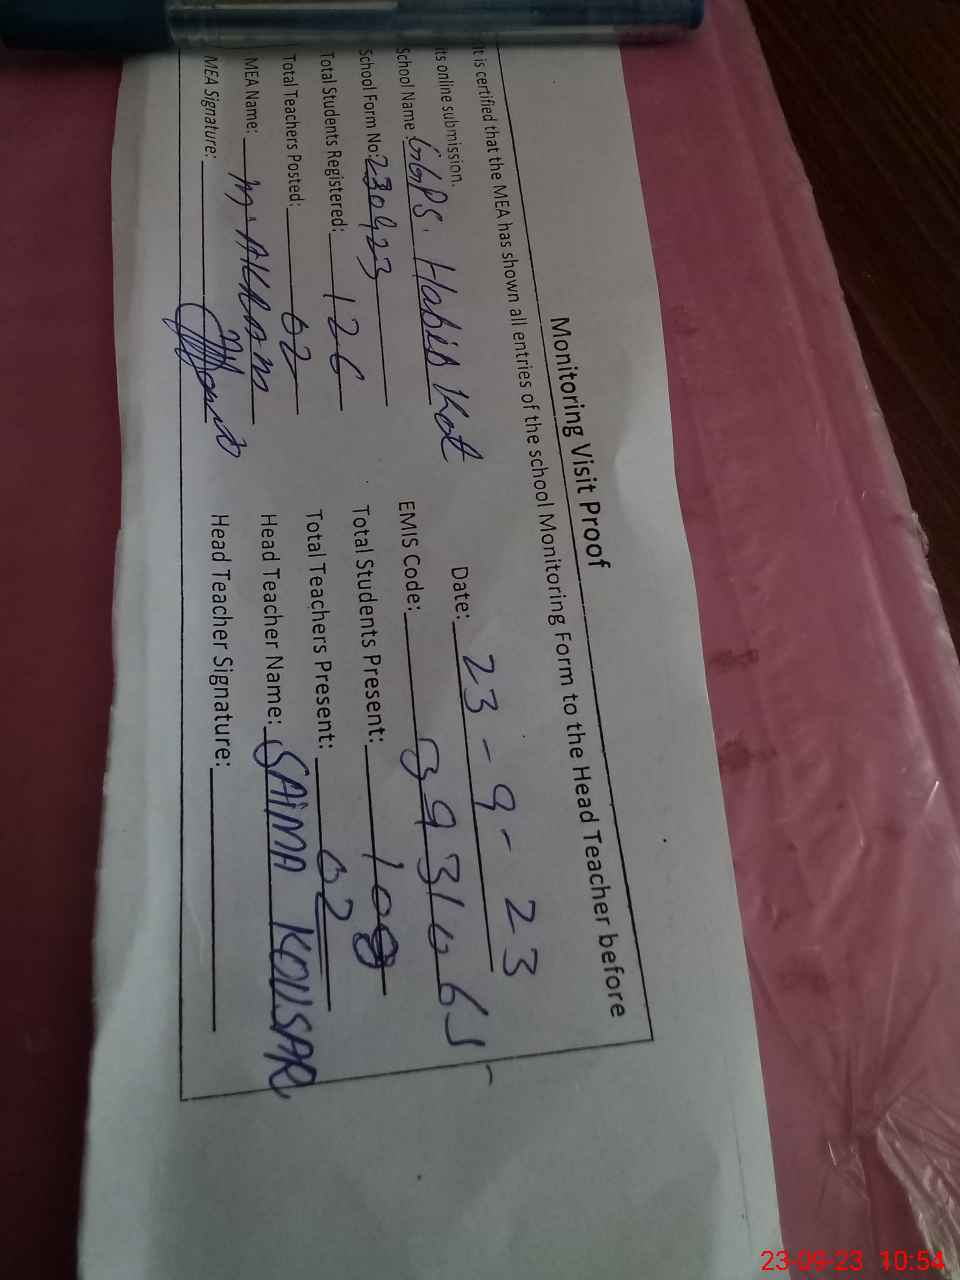 Monitoring Visit Proof
It is certified that the MEA has shown all entries of the school Monitoring Form to the Head Teacher before
its online submission.
Date: 23-9-23
School Name: GGPS. Habib Kot
EMIS Code:
School Form No: 230923
Total Students Present: 108
Total Students Registered: 126
Total Teachers Present: 02
Total Teachers Posted: 02
Head Teacher Name: SAIMA KOUSAR
MEA Name: M. AKRAM
Head Teacher Signature:
MEA Signature:
23-09-23 10:54